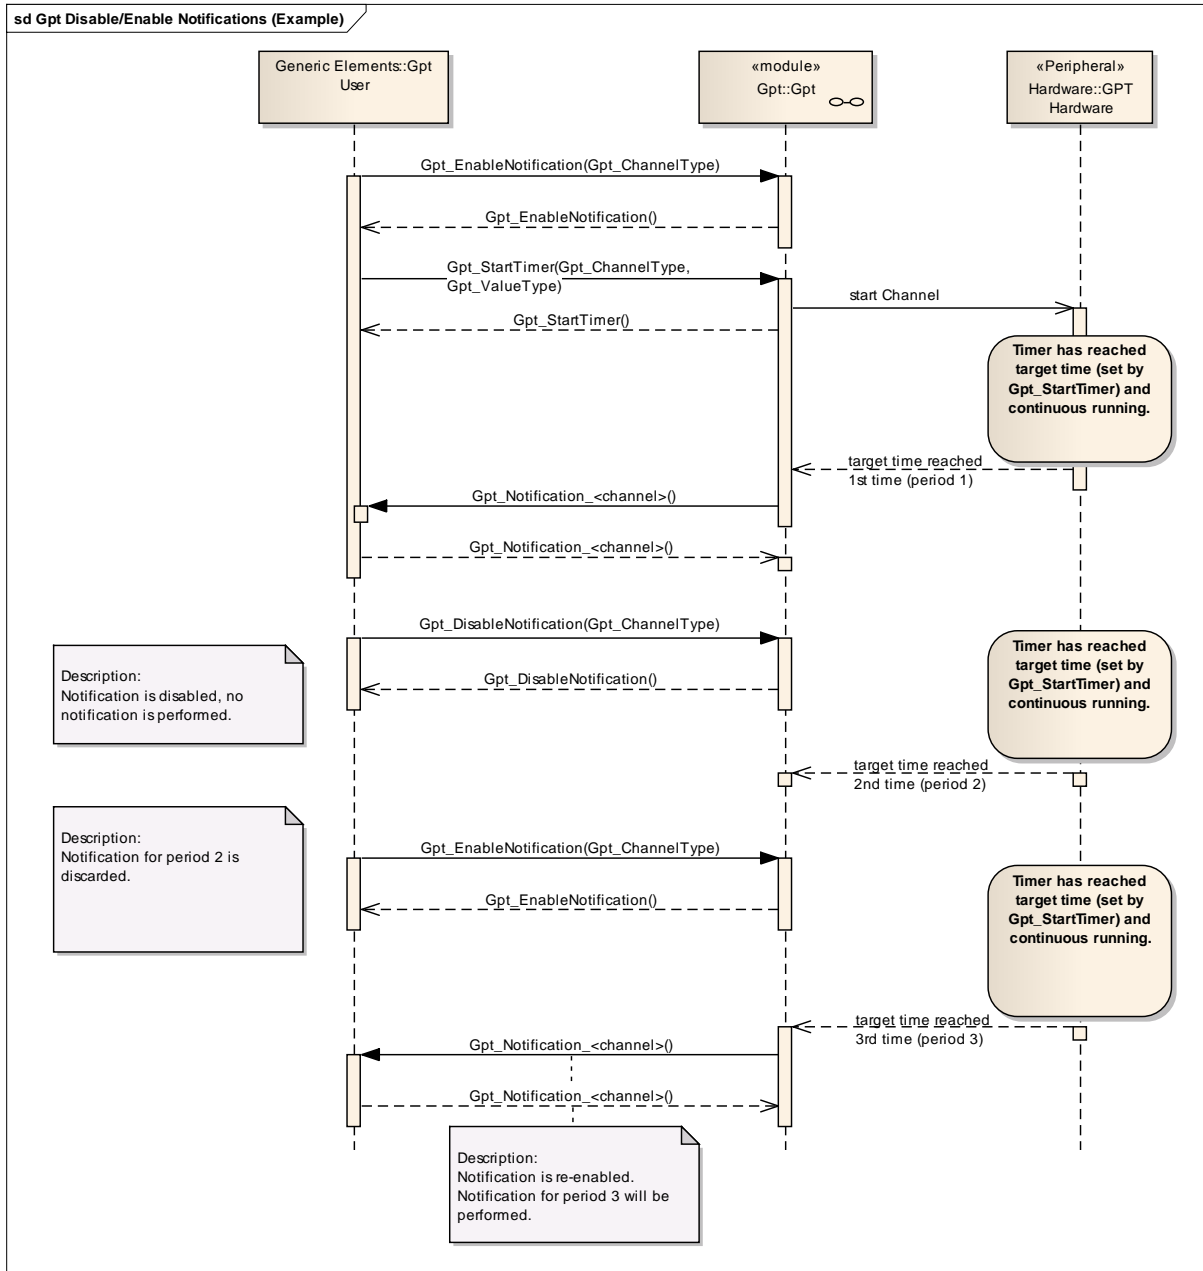 sd Gpt Disable/Enable Notifications (Example)
Generic Elements::Gpt
User
«module»
Gpt::Gpt
«Peripheral»
Hardware::GPT
Hardware
Gpt_EnableNotification(Gpt_ChannelType)
Gpt_EnableNotification()
Gpt_StartTimer(Gpt_ChannelType,
Gpt_ValueType)
start Channel
Gpt_StartTimer()
Timer has reached
target time (set by
Gpt_StartTimer) and
continuous running.
target time reached
1st time (period 1)
Gpt_Notification_<channel>()
Gpt_Notification_<channel>()
Gpt_DisableNotification(Gpt_ChannelType)
Gpt_DisableNotification()
Description:
Notification is disabled, no
notification is performed.
Timer has reached
target time (set by
Gpt_StartTimer) and
continuous running.
target time reached
2nd time (period 2)
Description:
Notification for period 2 is
discarded.
Gpt_EnableNotification(Gpt_ChannelType)
Gpt_EnableNotification()
Timer has reached
target time (set by
Gpt_StartTimer) and
continuous running.
target time reached
3rd time (period 3)
Gpt_Notification_<channel>()
Gpt_Notification_<channel>()
Description:
Notification is re-enabled.
Notification for period 3 will be
performed.